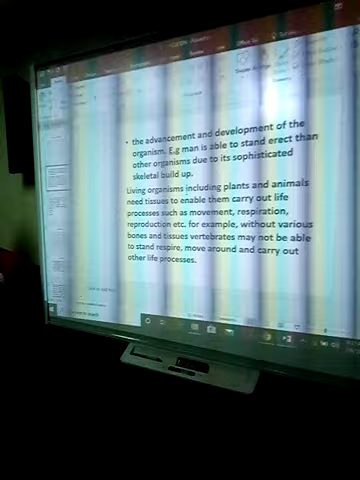 • the advancement and development of the
organism. E.g man is able to stand erect than
other organisms due to its sophisticated
skeletal build up.
Living organisms including plants and animals
need tissues to enable them carry out life
processes such as movement, respiration,
reproduction etc. for example, without various
bones and tissues vertebrates may not be able
to stand respire, move around and carry out
other life processes.